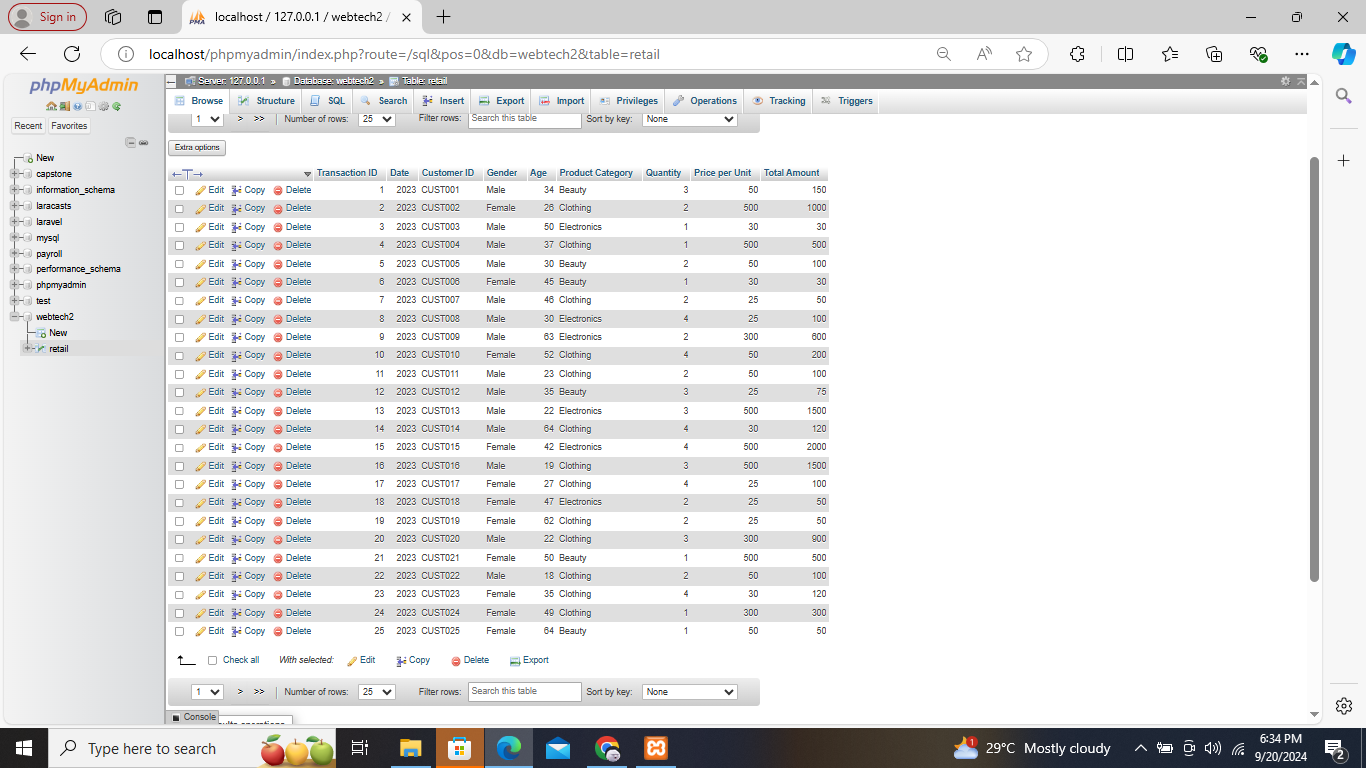 Sign in
localhost / 127.0.0.1 / webtech2 /
localhost/phpmyadmin/index.php?route=/sql&pos=0&db=webtech2&table=retail
phpMyAdmin
Recent Favorites
New
capstone
information_schema
laracasts
laravel
mysql
payroll
performance_schema
phpmyadmin
test
webtech2
New
retail
Server: 127.0.0.1 » Database: webtech2 » Table: retail
Browse Structure SQL Search Insert Export Import Privileges Operations Tracking Triggers
1 > >> Number of rows: 25 Filter rows: Search this table Sort by key: None
Extra options
Transaction ID Date Customer ID Gender Age Product Category Quantity Price per Unit Total Amount
Edit Copy Delete 1 2023 CUST001 Male 34 Beauty 3 50 150
Edit Copy Delete 2 2023 CUST002 Female 26 Clothing 2 500 1000
Edit Copy Delete 3 2023 CUST003 Male 50 Electronics 1 30 30
Edit Copy Delete 4 2023 CUST004 Male 37 Clothing 1 500 500
Edit Copy Delete 5 2023 CUST005 Male 30 Beauty 2 50 100
Edit Copy Delete 6 2023 CUST006 Female 45 Beauty 1 30 30
Edit Copy Delete 7 2023 CUST007 Male 46 Clothing 2 25 50
Edit Copy Delete 8 2023 CUST008 Male 30 Electronics 4 25 100
Edit Copy Delete 9 2023 CUST009 Male 63 Electronics 2 300 600
Edit Copy Delete 10 2023 CUST010 Female 52 Clothing 4 50 200
Edit Copy Delete 11 2023 CUST011 Male 23 Clothing 2 50 100
Edit Copy Delete 12 2023 CUST012 Male 35 Beauty 3 25 75
Edit Copy Delete 13 2023 CUST013 Male 22 Electronics 3 500 1500
Edit Copy Delete 14 2023 CUST014 Male 64 Clothing 4 30 120
Edit Copy Delete 15 2023 CUST015 Female 42 Electronics 4 500 2000
Edit Copy Delete 16 2023 CUST016 Male 19 Clothing 3 500 1500
Edit Copy Delete 17 2023 CUST017 Female 27 Clothing 4 25 100
Edit Copy Delete 18 2023 CUST018 Female 47 Electronics 2 25 50
Edit Copy Delete 19 2023 CUST019 Female 62 Clothing 2 25 50
Edit Copy Delete 20 2023 CUST020 Male 22 Clothing 3 300 900
Edit Copy Delete 21 2023 CUST021 Female 50 Beauty 1 500 500
Edit Copy Delete 22 2023 CUST022 Male 18 Clothing 2 50 100
Edit Copy Delete 23 2023 CUST023 Female 35 Clothing 4 30 120
Edit Copy Delete 24 2023 CUST024 Female 49 Clothing 1 300 300
Edit Copy Delete 25 2023 CUST025 Female 64 Beauty 1 50 50
Check all With selected: Edit Copy Delete Export
1 > >> Number of rows: 25 Filter rows: Search this table Sort by key: None
Console
Type here to search
1 29°C Mostly cloudy
6:34 PM
9/20/2024
2